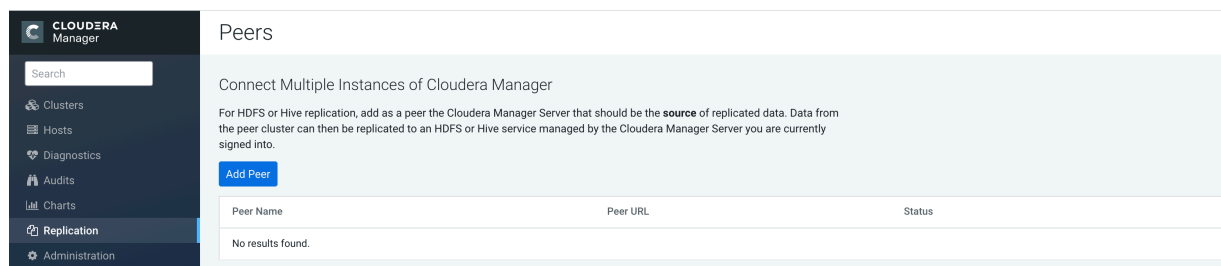 CLOUDERA
Manager
Search
Clusters
Hosts
Diagnostics
Audits
Charts
Replication
Administration
Peers
Connect Multiple Instances of Cloudera Manager
For HDFS or Hive replication, add as a peer the Cloudera Manager Server that should be the source of replicated data. Data from
the peer cluster can then be replicated to an HDFS or Hive service managed by the Cloudera Manager Server you are currently
signed into.
Add Peer
Peer Name Peer URL Status
No results found.